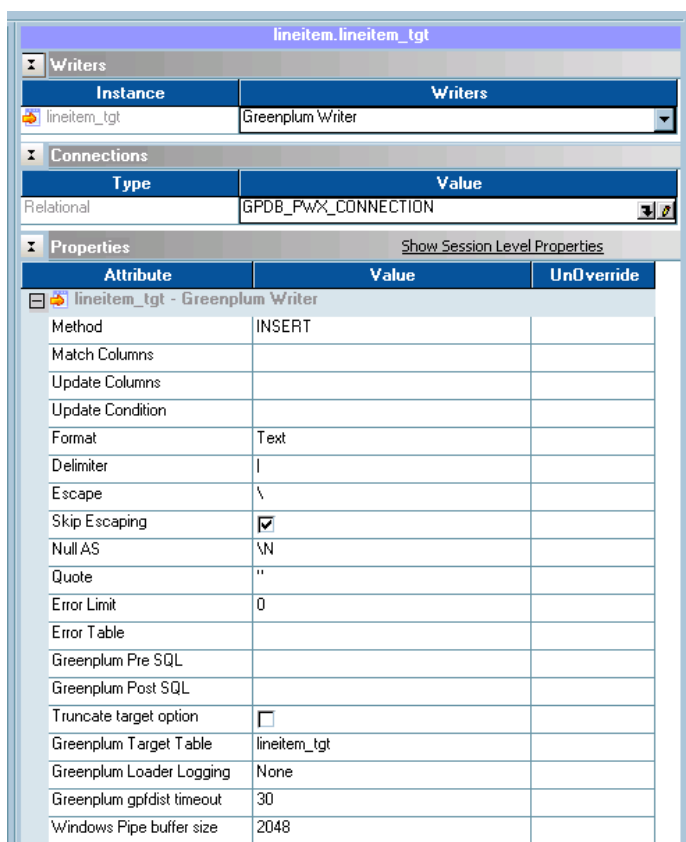 lineitem.lineitem_tgt
Writers
Instance Writers
lineitem_tgt Greenplum Writer
Connections
Type Value
Relational GPDB_PWX_CONNECTION
Properties Show Session Level Properties
Attribute Value UnOverride
lineitem_tgt - Greenplum Writer
Method INSERT
Match Columns
Update Columns
Update Condition
Format Text
Delimiter |
Escape \
Skip Escaping
Null AS \N
Quote "
Error Limit 0
Error Table
Greenplum Pre SQL
Greenplum Post SQL
Truncate target option
Greenplum Target Table lineitem_tgt
Greenplum Loader Logging None
Greenplum gpfdist timeout 30
Windows Pipe buffer size 2048